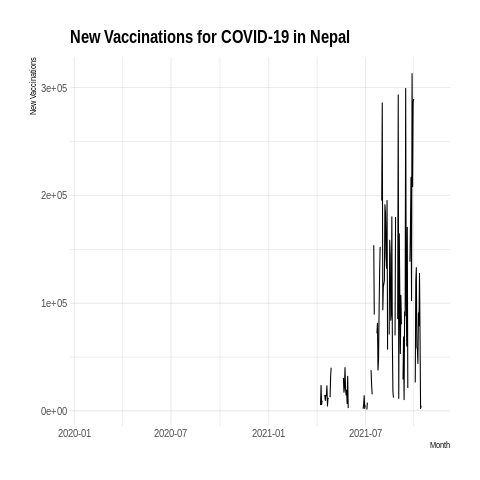 New Vaccinations for COVID-19 in Nepal
New Vaccinations
3e+05
2e+05
1e+05
0e+00
2020-01 2020-07 2021-01 2021-07
Month